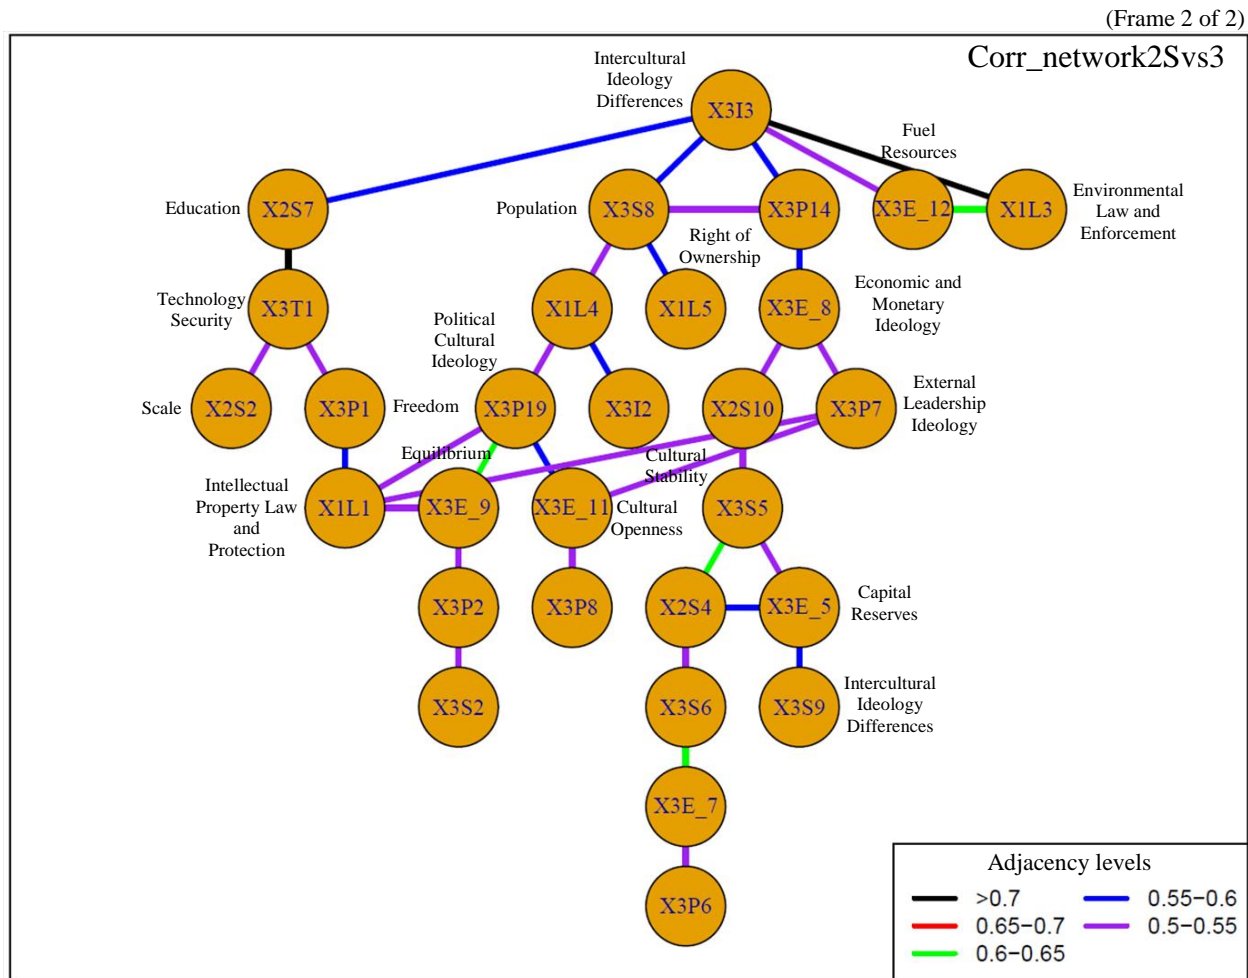 (Frame 2 of 2)
Corr_network2Svs3
Intercultural
Ideology
Differences
X3I3
Fuel
Resources
Education
X2S7
Population
X3S8
X3P14
X3E_12
X1L3
Environmental
Law and
Enforcement
Right of
Ownership
Technology
Security
X3T1
Political
Cultural
Ideology
X1L4
X1L5
X3E_8
Economic and
Monetary
Ideology
Scale
X2S2
X3P1
Freedom
X3P19
X3I2
X2S10
X3P7
External
Leadership
Ideology
Equilibrium
Cultural
Stability
Intellectual
Property Law
and
Protection
X1L1
X3E_9
X3E_11
Cultural
Openness
X3S5
X3P2
X3P8
X2S4
X3E_5
Capital
Reserves
X3S2
X3S6
X3S9
Intercultural
Ideology
Differences
X3E_7
X3P6
Adjacency levels
>0.7
0.55−0.6
0.65−0.7
0.5−0.55
0.6−0.65